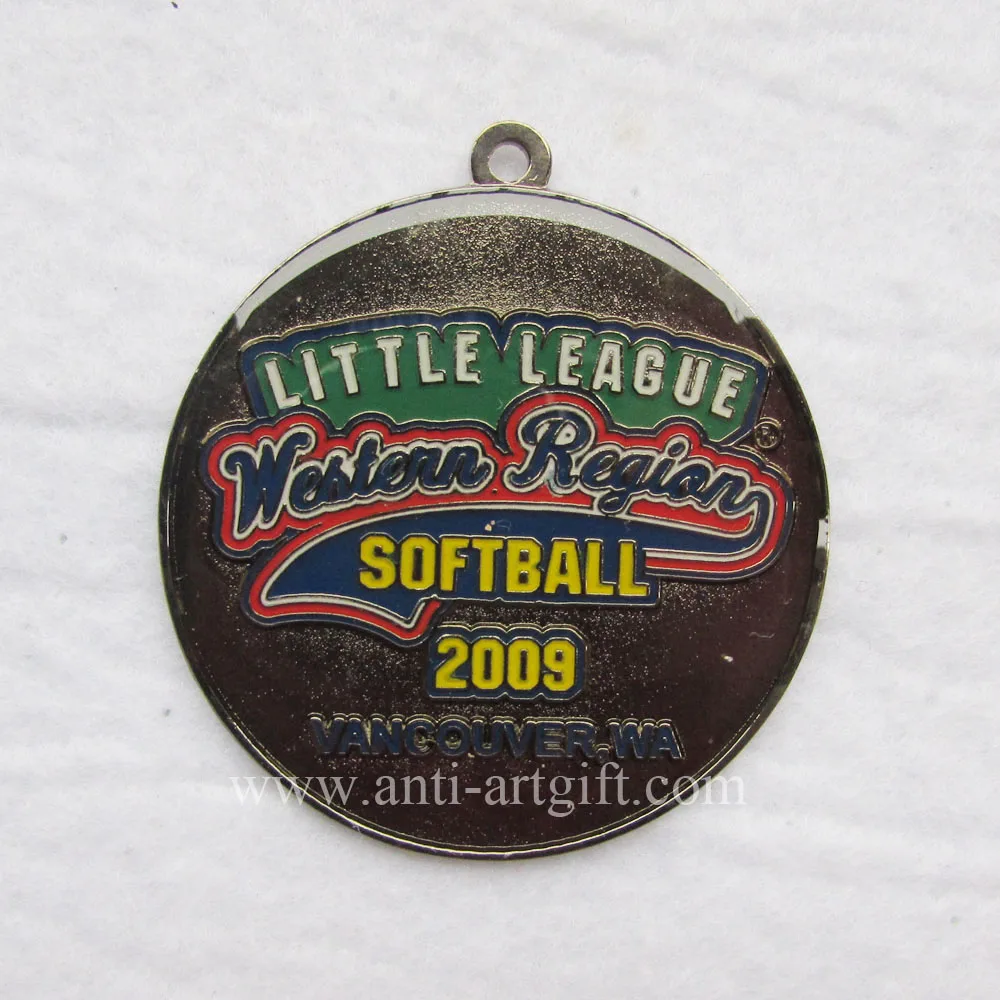 LITTLE LEAGUE
®
Western Region
SOFTBALL
2009
VANCOUVER, WA
www.anti-artgift.com